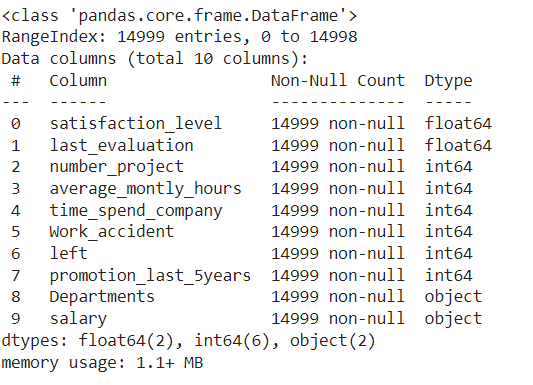 <class 'pandas.core.frame.DataFrame'>
RangeIndex: 14999 entries, 0 to 14998
Data columns (total 10 columns):
 #   Column                 Non-Null Count  Dtype
---  ------                 --------------  -----
 0   satisfaction_level     14999 non-null  float64
 1   last_evaluation        14999 non-null  float64
 2   number_project         14999 non-null  int64
 3   average_montly_hours   14999 non-null  int64
 4   time_spend_company     14999 non-null  int64
 5   Work_accident          14999 non-null  int64
 6   left                   14999 non-null  int64
 7   promotion_last_5years  14999 non-null  int64
 8   Departments            14999 non-null  object
 9   salary                 14999 non-null  object
dtypes: float64(2), int64(6), object(2)
memory usage: 1.1+ MB